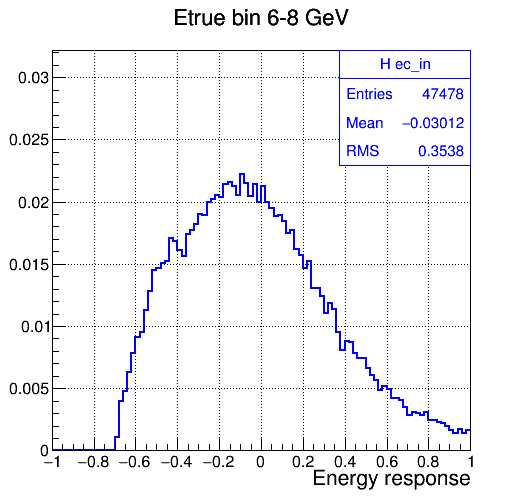 Etrue bin 6-8 GeV
H ec_in
Entries 47478
Mean −0.03012
RMS 0.3538
0.03
0.025
0.02
0.015
0.01
0.005
0
−1 −0.8 −0.6 −0.4 −0.2 0 0.2 0.4 0.6 0.8 1
Energy response